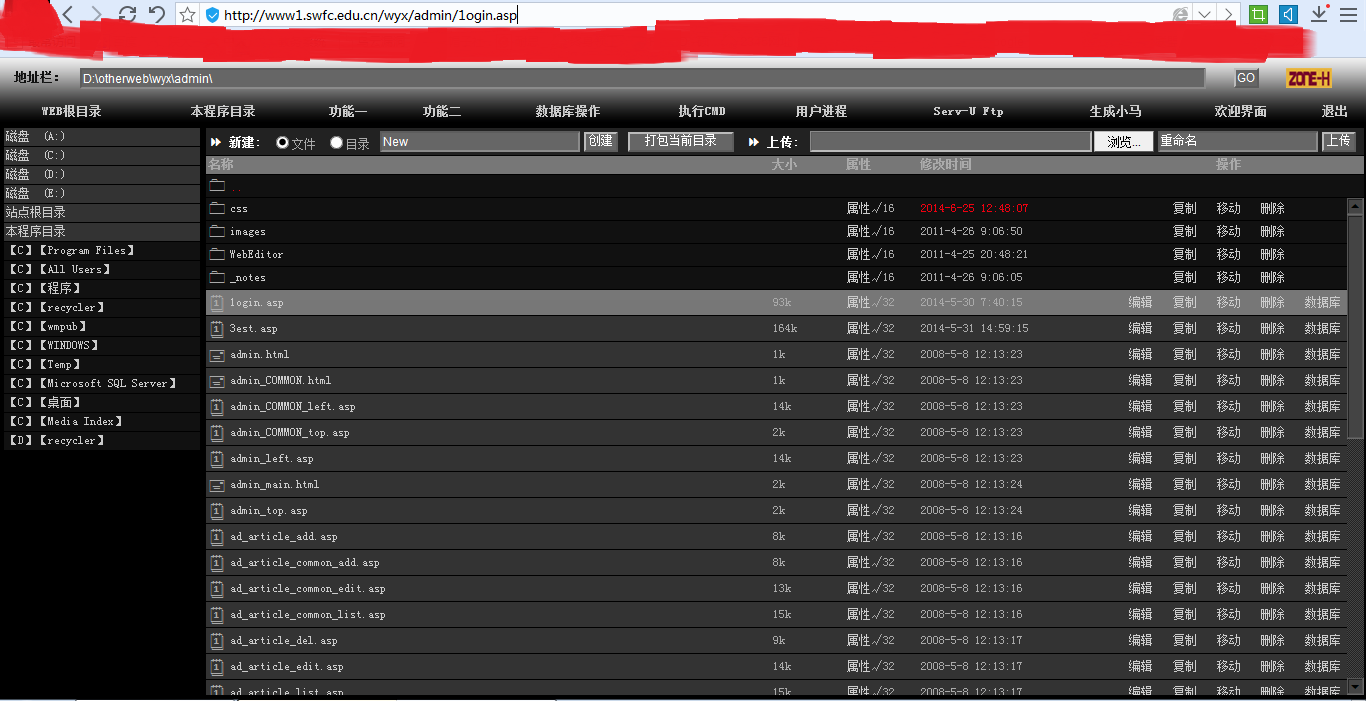 http://www1.swfc.edu.cn/wyx/admin/1ogin.asp
地址栏： D:\otherweb\wyx\admin\ GO ZONE-H
WEB根目录 本程序目录 功能一 功能二 数据库操作 执行CMD 用户进程 Serv-U Ftp 生成小马 欢迎界面 退出
磁盘 (A:)
磁盘 (C:)
磁盘 (D:)
磁盘 (E:)
站点根目录
本程序目录
【C】【Program Files】
【C】【All Users】
【C】【程序】
【C】【recycler】
【C】【wmpub】
【C】【WINDOWS】
【C】【Temp】
【C】【Microsoft SQL Server】
【C】【桌面】
【C】【Media Index】
【D】【recycler】
新建： 文件 目录 New 创建 打包当前目录 上传： 浏览... 重命名 上传
名称 大小 属性 修改时间 操作
..
css 属性√/16 2014-6-25 12:48:07 复制 移动 删除
images 属性√/16 2011-4-26 9:06:50 复制 移动 删除
WebEditor 属性√/16 2011-4-25 20:48:21 复制 移动 删除
_notes 属性√/16 2011-4-26 9:06:05 复制 移动 删除
1ogin.asp 93k 属性√/32 2014-5-30 7:40:15 编辑 复制 移动 删除 数据库
3est.asp 164k 属性√/32 2014-5-31 14:59:15 编辑 复制 移动 删除 数据库
admin.html 1k 属性√/32 2008-5-8 12:13:23 编辑 复制 移动 删除 数据库
admin_COMMON.html 1k 属性√/32 2008-5-8 12:13:23 编辑 复制 移动 删除 数据库
admin_COMMON_left.asp 14k 属性√/32 2008-5-8 12:13:23 编辑 复制 移动 删除 数据库
admin_COMMON_top.asp 2k 属性√/32 2008-5-8 12:13:23 编辑 复制 移动 删除 数据库
admin_left.asp 14k 属性√/32 2008-5-8 12:13:23 编辑 复制 移动 删除 数据库
admin_main.html 2k 属性√/32 2008-5-8 12:13:24 编辑 复制 移动 删除 数据库
admin_top.asp 2k 属性√/32 2008-5-8 12:13:24 编辑 复制 移动 删除 数据库
ad_article_add.asp 8k 属性√/32 2008-5-8 12:13:16 编辑 复制 移动 删除 数据库
ad_article_common_add.asp 8k 属性√/32 2008-5-8 12:13:16 编辑 复制 移动 删除 数据库
ad_article_common_edit.asp 13k 属性√/32 2008-5-8 12:13:16 编辑 复制 移动 删除 数据库
ad_article_common_list.asp 15k 属性√/32 2008-5-8 12:13:16 编辑 复制 移动 删除 数据库
ad_article_del.asp 9k 属性√/32 2008-5-8 12:13:17 编辑 复制 移动 删除 数据库
ad_article_edit.asp 14k 属性√/32 2008-5-8 12:13:17 编辑 复制 移动 删除 数据库
ad_article_list.asp 15k 属性√/32 2008-5-8 12:13:17 编辑 复制 移动 删除 数据库